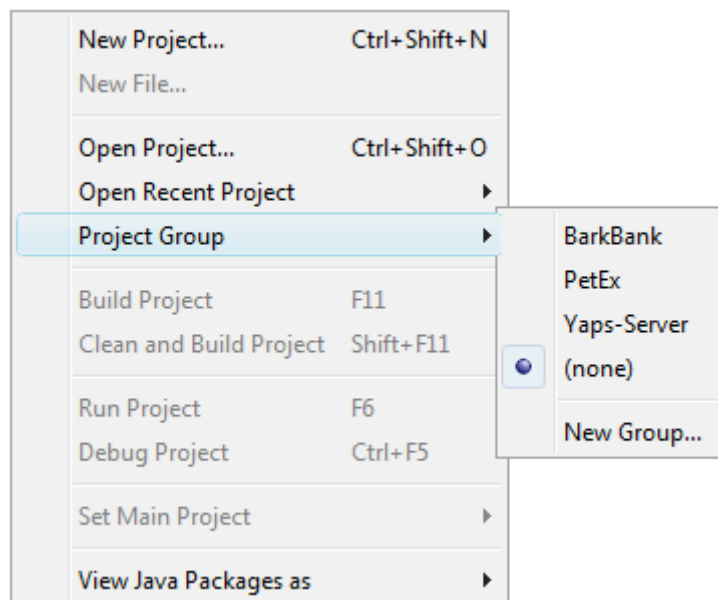 New Project... Ctrl+Shift+N
New File...
Open Project... Ctrl+Shift+O
Open Recent Project
Project Group
Build Project F11
Clean and Build Project Shift+F11
Run Project F6
Debug Project Ctrl+F5
Set Main Project
View Java Packages as
BarkBank
PetEx
Yaps-Server
(none)
New Group...